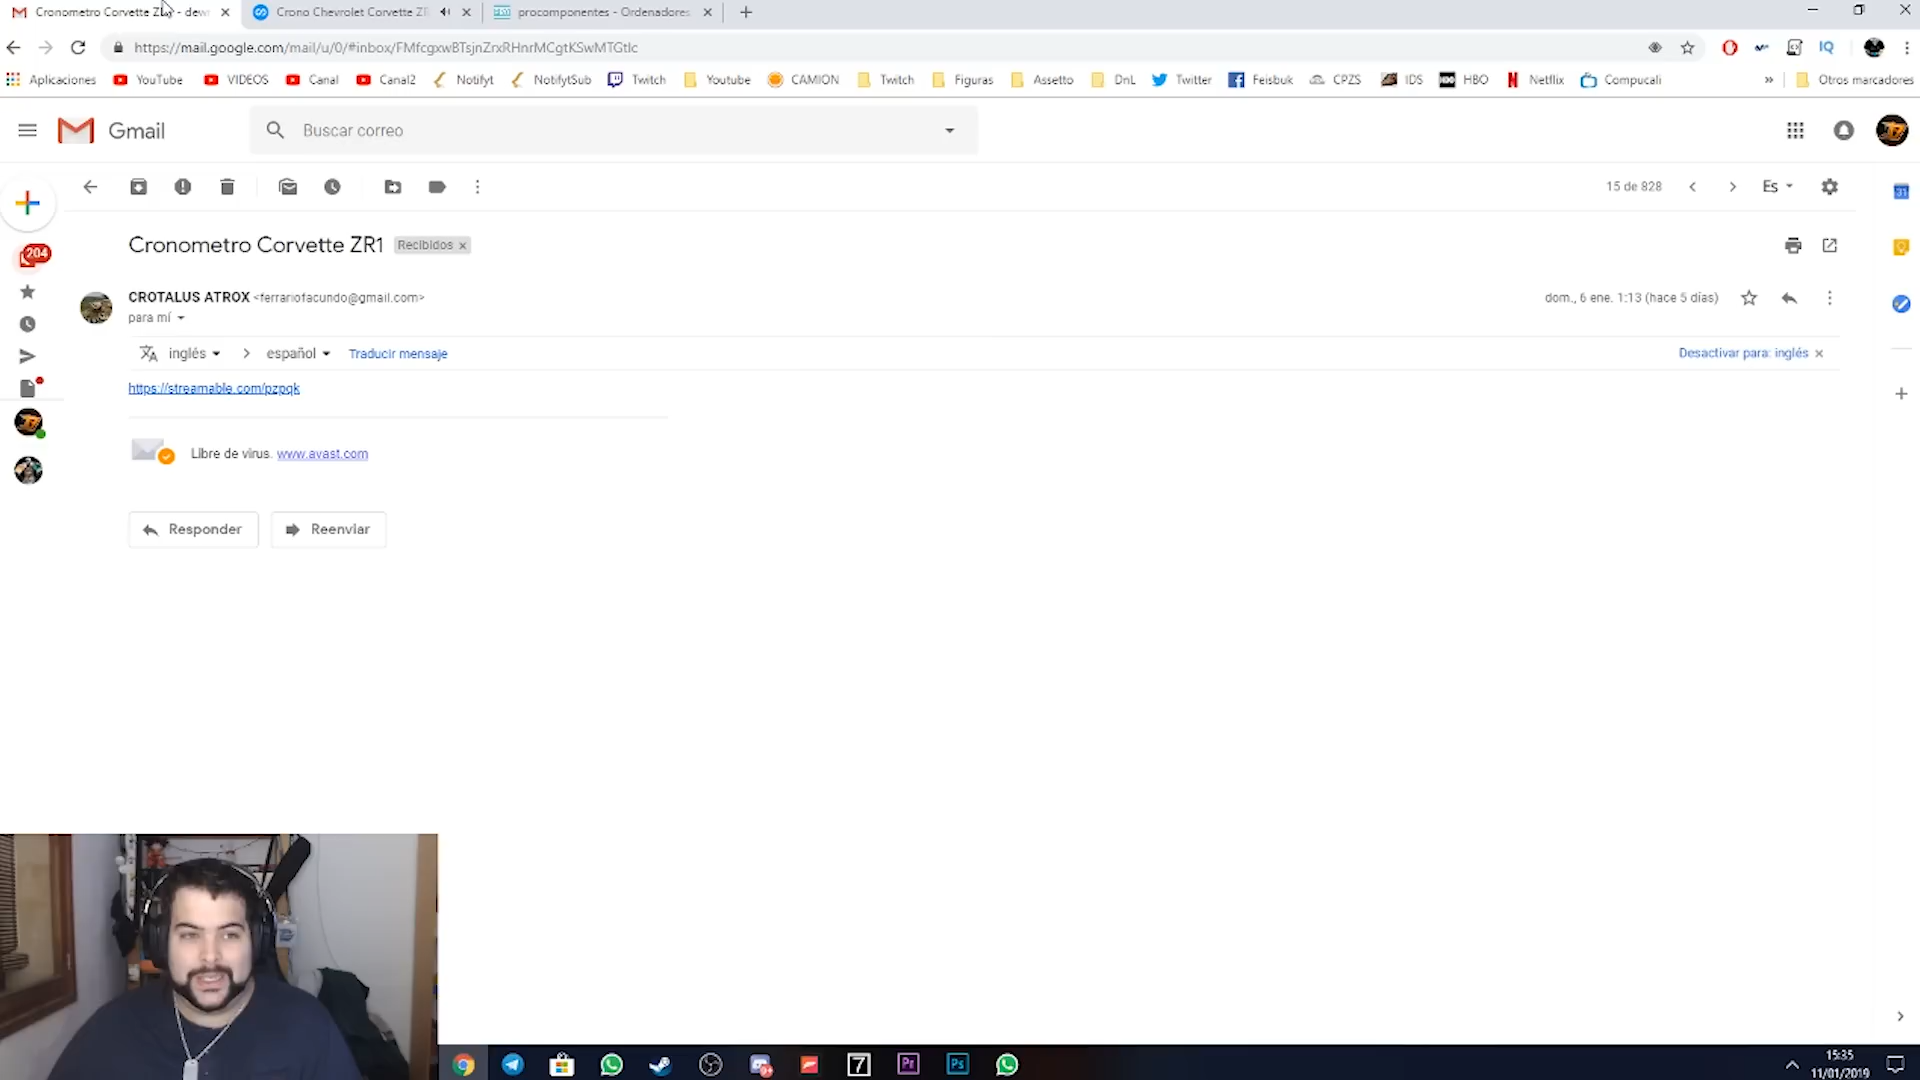 Cronometro Corvette ZR1 - dew
Crono Chevrolet Corvette ZR
procomponentes - Ordenadores
https://mail.google.com/mail/u/0/#inbox/FMfcgxwBTsjnZrxRHnrMCgtKSwMTGtlc
Aplicaciones
YouTube
VIDEOS
Canal
Canal2
Notifyt
NotifytSub
Twitch
Youtube
CAMION
Twitch
Figuras
Assetto
DnL
Twitter
Feisbuk
CPZS
IDS
HBO
Netflix
Compucali
»
Otros marcadores
Gmail
Buscar correo
15 de 828
Es
204
Cronometro Corvette ZR1
Recibidos ×
CROTALUS ATROX <ferrariofacundo@gmail.com>
dom., 6 ene. 1:13 (hace 5 días)
para mí
inglés > español
Traducir mensaje
Desactivar para: inglés ×
https://streamable.com/pzpqk
Libre de virus. www.avast.com
Responder
Reenviar
15:35
11/01/2019